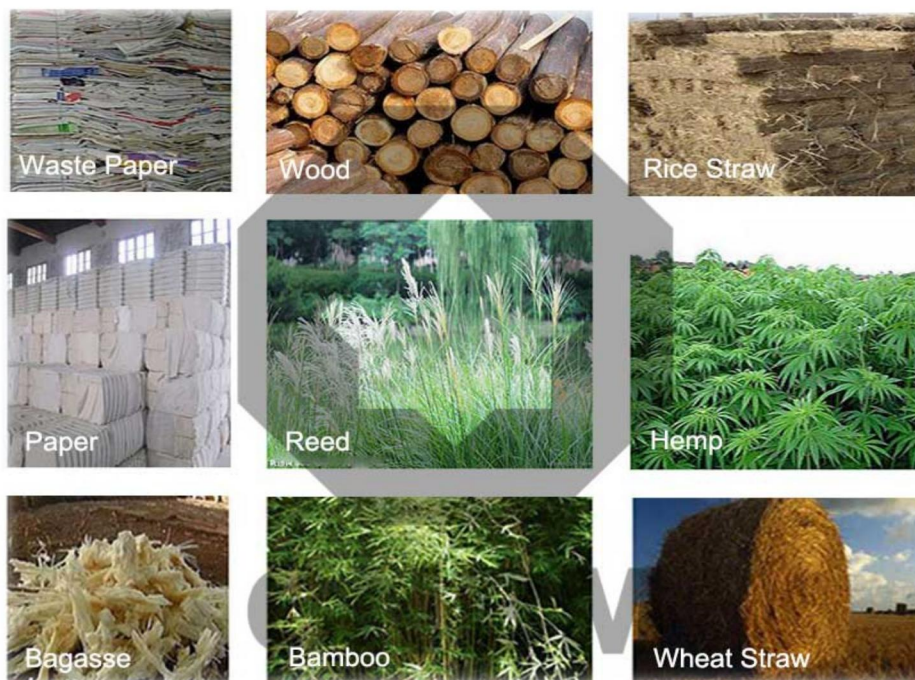 Waste Paper
Wood
Rice Straw
Paper
Reed
Hemp
Bagasse
Bamboo
Wheat Straw